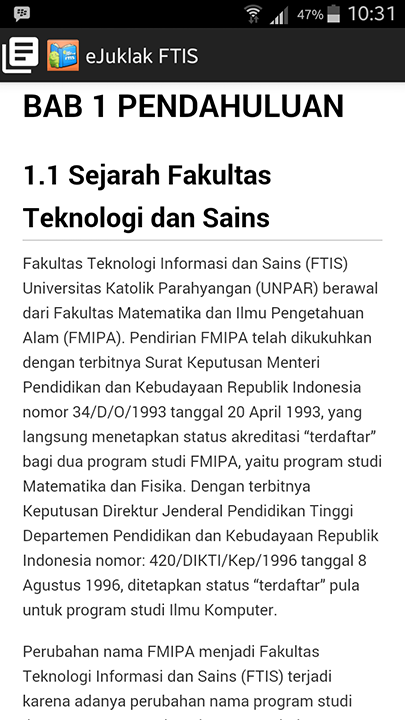 47% 10:31
eJuklak FTIS
BAB 1 PENDAHULUAN
1.1 Sejarah Fakultas
Teknologi dan Sains
Fakultas Teknologi Informasi dan Sains (FTIS)
Universitas Katolik Parahyangan (UNPAR) berawal
dari Fakultas Matematika dan Ilmu Pengetahuan
Alam (FMIPA). Pendirian FMIPA telah dikukuhkan
dengan terbitnya Surat Keputusan Menteri
Pendidikan dan Kebudayaan Republik Indonesia
nomor 34/D/O/1993 tanggal 20 April 1993, yang
langsung menetapkan status akreditasi “terdaftar”
bagi dua program studi FMIPA, yaitu program studi
Matematika dan Fisika. Dengan terbitnya
Keputusan Direktur Jenderal Pendidikan Tinggi
Departemen Pendidikan dan Kebudayaan Republik
Indonesia nomor: 420/DIKTI/Kep/1996 tanggal 8
Agustus 1996, ditetapkan status “terdaftar” pula
untuk program studi Ilmu Komputer.
Perubahan nama FMIPA menjadi Fakultas
Teknologi Informasi dan Sains (FTIS) terjadi
karena adanya perubahan nama program studi